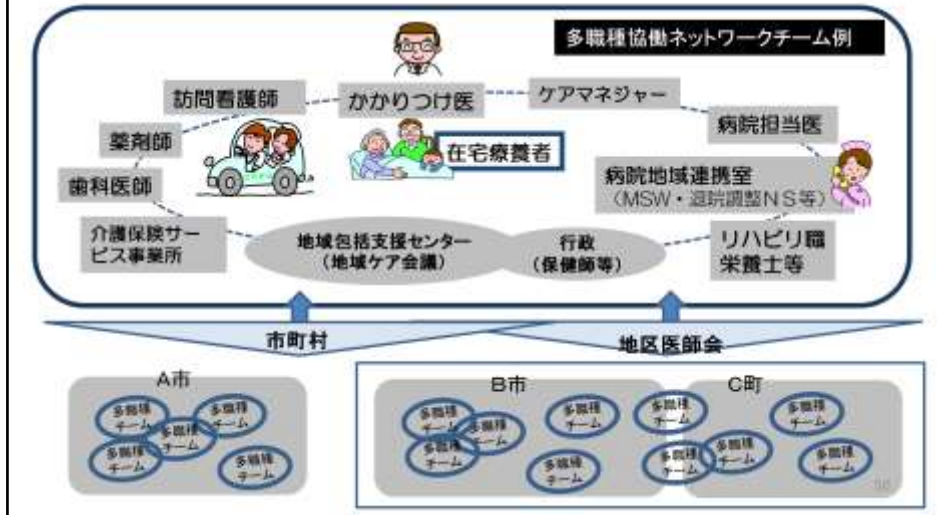 多職種協働ネットワークチーム例
訪問看護師
かかりつけ医
ケアマネジャー
薬剤師
病院担当医
在宅療養者
歯科医師
病院地域連携室
（MSW・退院調整NS等）
介護保険サー
ビス事業所
地域包括支援センター
（地域ケア会議）
行政
（保健師等）
リハビリ職
栄養士等
市町村
地区医師会
A市
多職種
チーム
多職種
チーム
多職種
チーム
多職種
チーム
多職種
チーム
B市
多職種
チーム
多職種
チーム
多職種
チーム
多職種
チーム
多職種
チーム
C町
多職種
チーム
多職種
チーム
多職種
チーム
多職種
チーム
多職種
チーム